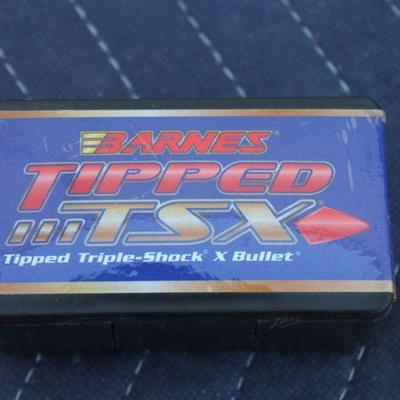 BARNES®
TIPPED
TSX®
Tipped Triple-Shock® X Bullet®